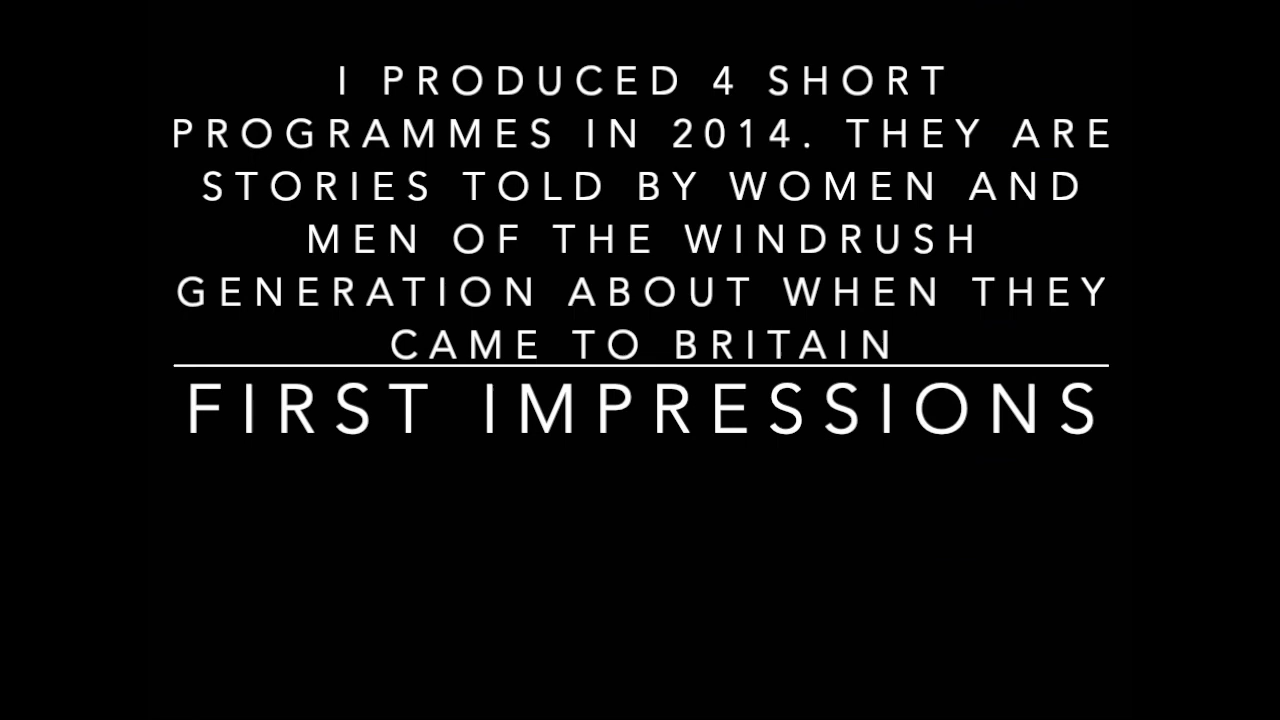 I PRODUCED 4 SHORT
PROGRAMMES IN 2014. THEY ARE
STORIES TOLD BY WOMEN AND
MEN OF THE WINDRUSH
GENERATION ABOUT WHEN THEY
CAME TO BRITAIN
FIRST IMPRESSIONS